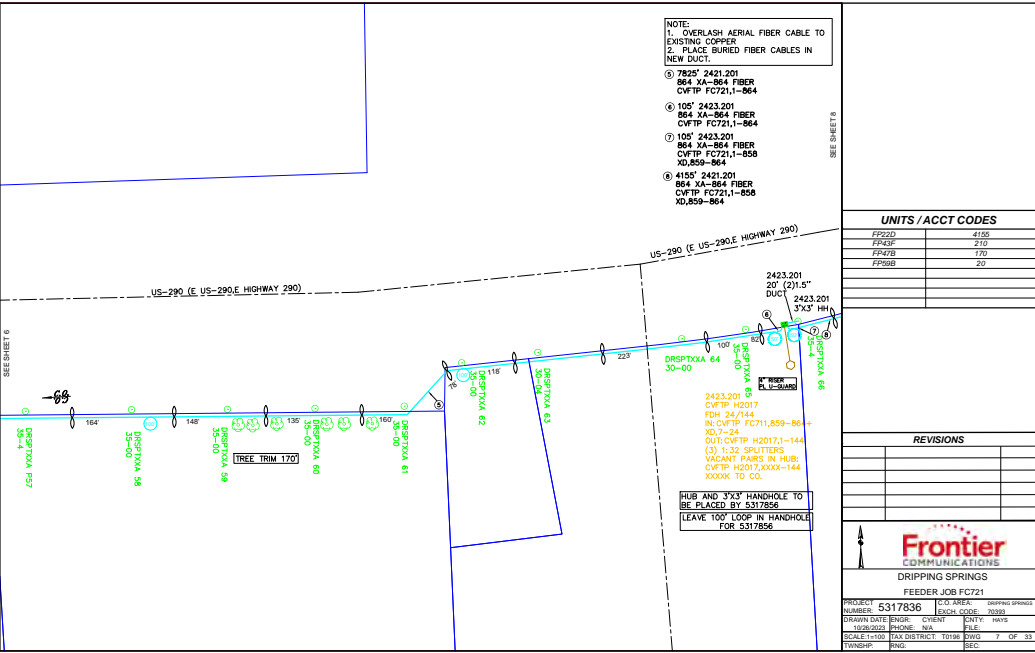 NOTE:
1. OVERLASH AERIAL FIBER CABLE TO
EXISTING COPPER
2. PLACE BURIED FIBER CABLES IN
NEW DUCT.
5 7825' 2421.201
864 XA-864 FIBER
CVFTP FC721,1-864
6 105' 2423.201
864 XA-864 FIBER
CVFTP FC721,1-864
7 105' 2423.201
864 XA-864 FIBER
CVFTP FC721,1-858
XD,859-864
8 4155' 2421.201
864 XA-864 FIBER
CVFTP FC721,1-858
XD,859-864
SEE SHEET 8
SEE SHEET 6
US-290 (E US-290,E HIGHWAY 290)
US-290 (E US-290,E HIGHWAY 290)
2423.201
20' (2)1.5"
DUCT
2423.201
3'X3' HH
6
7
8
5
164'
148'
135'
160'
76'
118'
223'
100'
82'
DRSPTXXA P57
35-4
DRSPTXXA 58
35-00
DRSPTXXA 59
35-00
DRSPTXXA 60
35-00
DRSPTXXA 61
35-00
DRSPTXXA 62
35-00
DRSPTXXA 63
30-04
DRSPTXXA 64
30-00
DRSPTXXA 65
35-00
DRSPTXXA 66
35-4
TREE TRIM 170'
4" RISER
PL U-GUARD
2423.201
CVFTP H2017
FDH 24/144
IN: CVFTP FC711,859-864+
XD,7-24
OUT: CVFTP H2017,1-144
(3) 1:32 SPLITTERS
VACANT PAIRS IN HUB:
CVFTP H2017,XXXX-144
XXXXK TO CO.
HUB AND 3'X3' HANDHOLE TO
BE PLACED BY 5317856
LEAVE 100' LOOP IN HANDHOLE
FOR 5317856
UNITS / ACCT CODES
FP22D 4155
FP43F 210
FP47B 170
FP59B 20
REVISIONS
Frontier
COMMUNICATIONS
DRIPPING SPRINGS
FEEDER JOB FC721
PROJECT NUMBER: 5317836
C.O. AREA: DRIPPING SPRINGS
EXCH. CODE: 70393
DRAWN DATE: 10/26/2023
ENGR: CYIENT
CNTY: HAYS
PHONE: N/A
FILE:
SCALE:1=100
TAX DISTRICT: T0196
DWG 7 OF 33
TWNSHP:
RNG:
SEC: